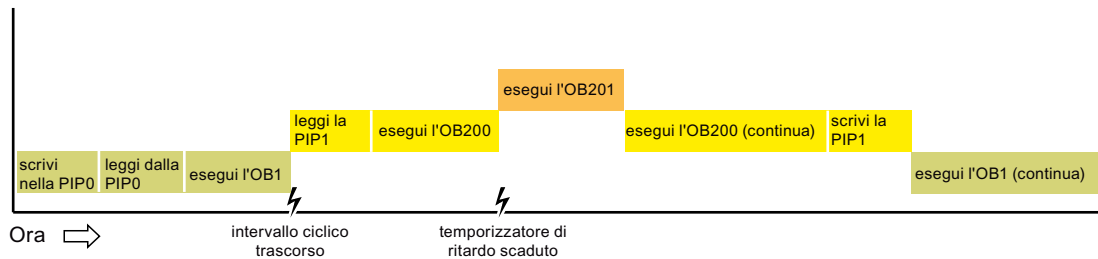 esegui l'OB201
leggi la
PIP1
esegui l'OB200
esegui l'OB200 (continua)
scrivi la
PIP1
scrivi
nella PIP0
leggi dalla
PIP0
esegui l'OB1
esegui l'OB1 (continua)
Ora
intervallo ciclico
trascorso
temporizzatore di
ritardo scaduto